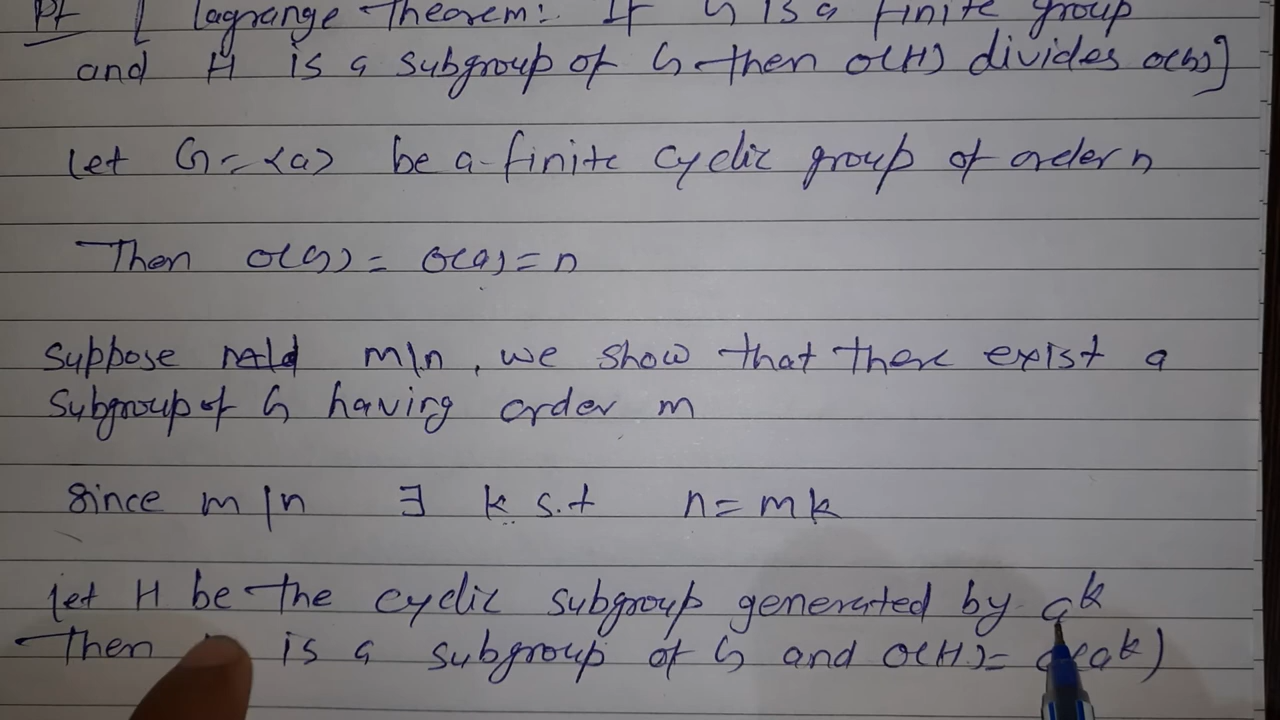 Pf [ Lagrange Theorem: If G is a finite group
and H is a subgroup of G then o(H) divides o(G)]
Let G = <a> be a finite cyclic group of order n
Then o(G) = o(a) = n
Suppose m|n, we show that there exist a
Subgroup of G having order m
Since m|n ∃ k s.t n = mk
Let H be the cyclic subgroup generated by a^k
Then is a subgroup of G and o(H) = o(a^k)